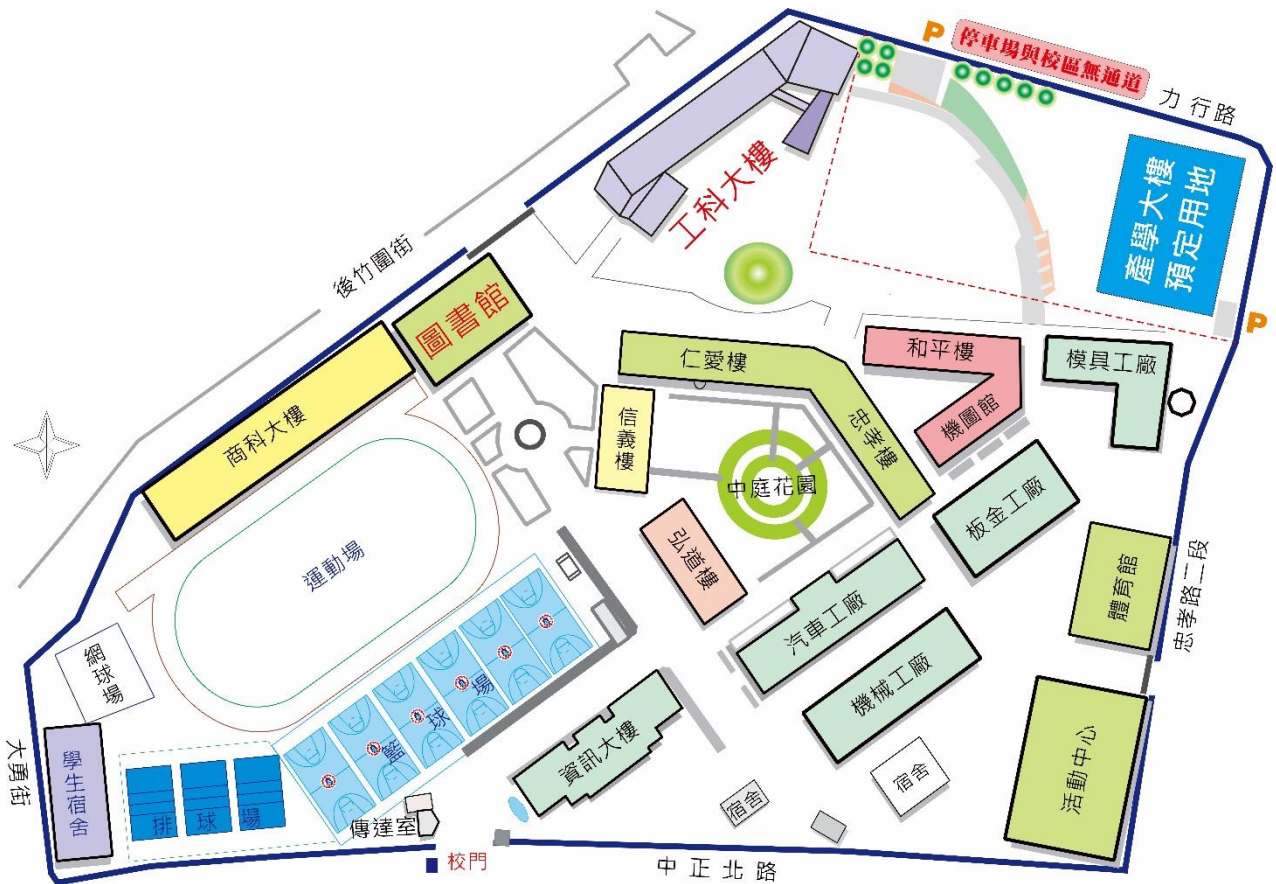 P
停車場與校區無通道
力行路
工科大樓
產學大樓
預定用地
後竹圍街
圖書館
P
仁愛樓
和平樓
模具工廠
商科大樓
信義樓
忠孝樓
機圖館
中庭花園
板金工廠
運動場
弘道樓
體育館
忠孝路二段
汽車工廠
網球場
機械工廠
籃球場
學生宿舍
大勇街
資訊大樓
活動中心
宿舍
宿舍
排球場
傳達室
校門
中正北路